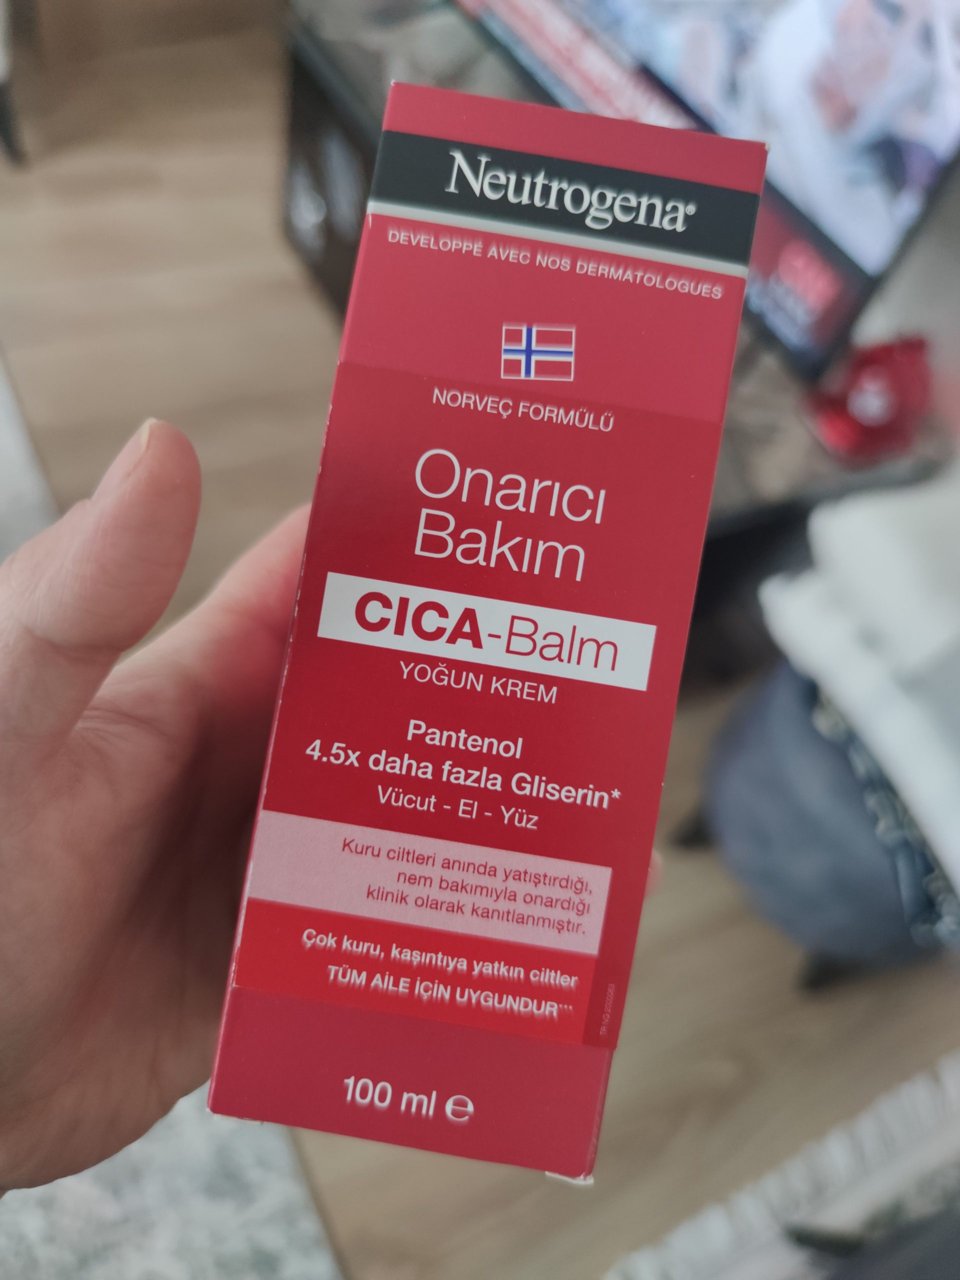 Neutrogena®
DEVELOPPÉ AVEC NOS DERMATOLOGUES
NORVEÇ FORMÜLÜ
Onarıcı
Bakım
CICA-Balm
YOĞUN KREM
Pantenol
4.5x daha fazla Gliserin*
Vücut - El - Yüz
Kuru ciltleri anında yatıştırdığı,
nem bakımıyla onardığı
klinik olarak kanıtlanmıştır.
Çok kuru, kaşıntıya yatkın ciltler
TÜM AİLE İÇİN UYGUNDUR***
100 ml ℮